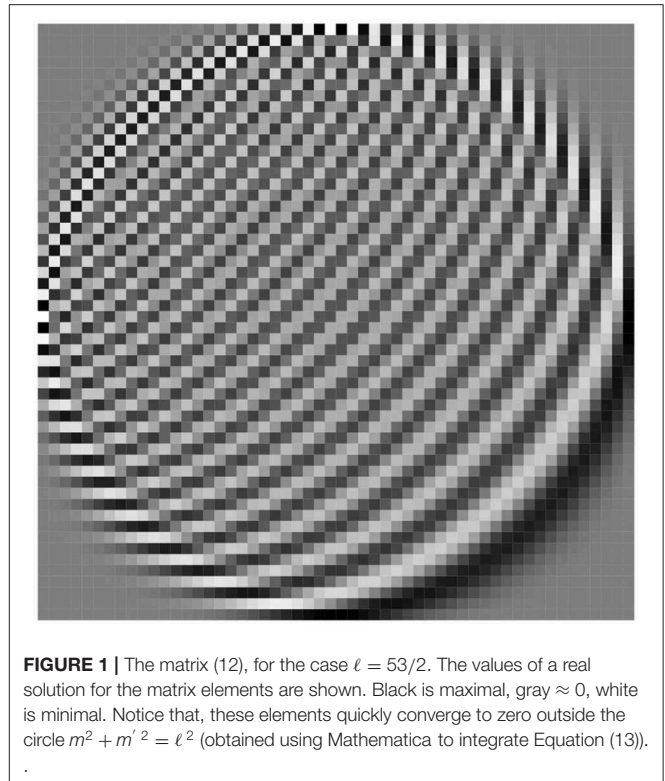 FIGURE 1 | The matrix (12), for the case ℓ = 53/2. The values of a real
solution for the matrix elements are shown. Black is maximal, gray ≈ 0, white
is minimal. Notice that, these elements quickly converge to zero outside the
circle m² + m′ ² = ℓ ² (obtained using Mathematica to integrate Equation (13)).
.